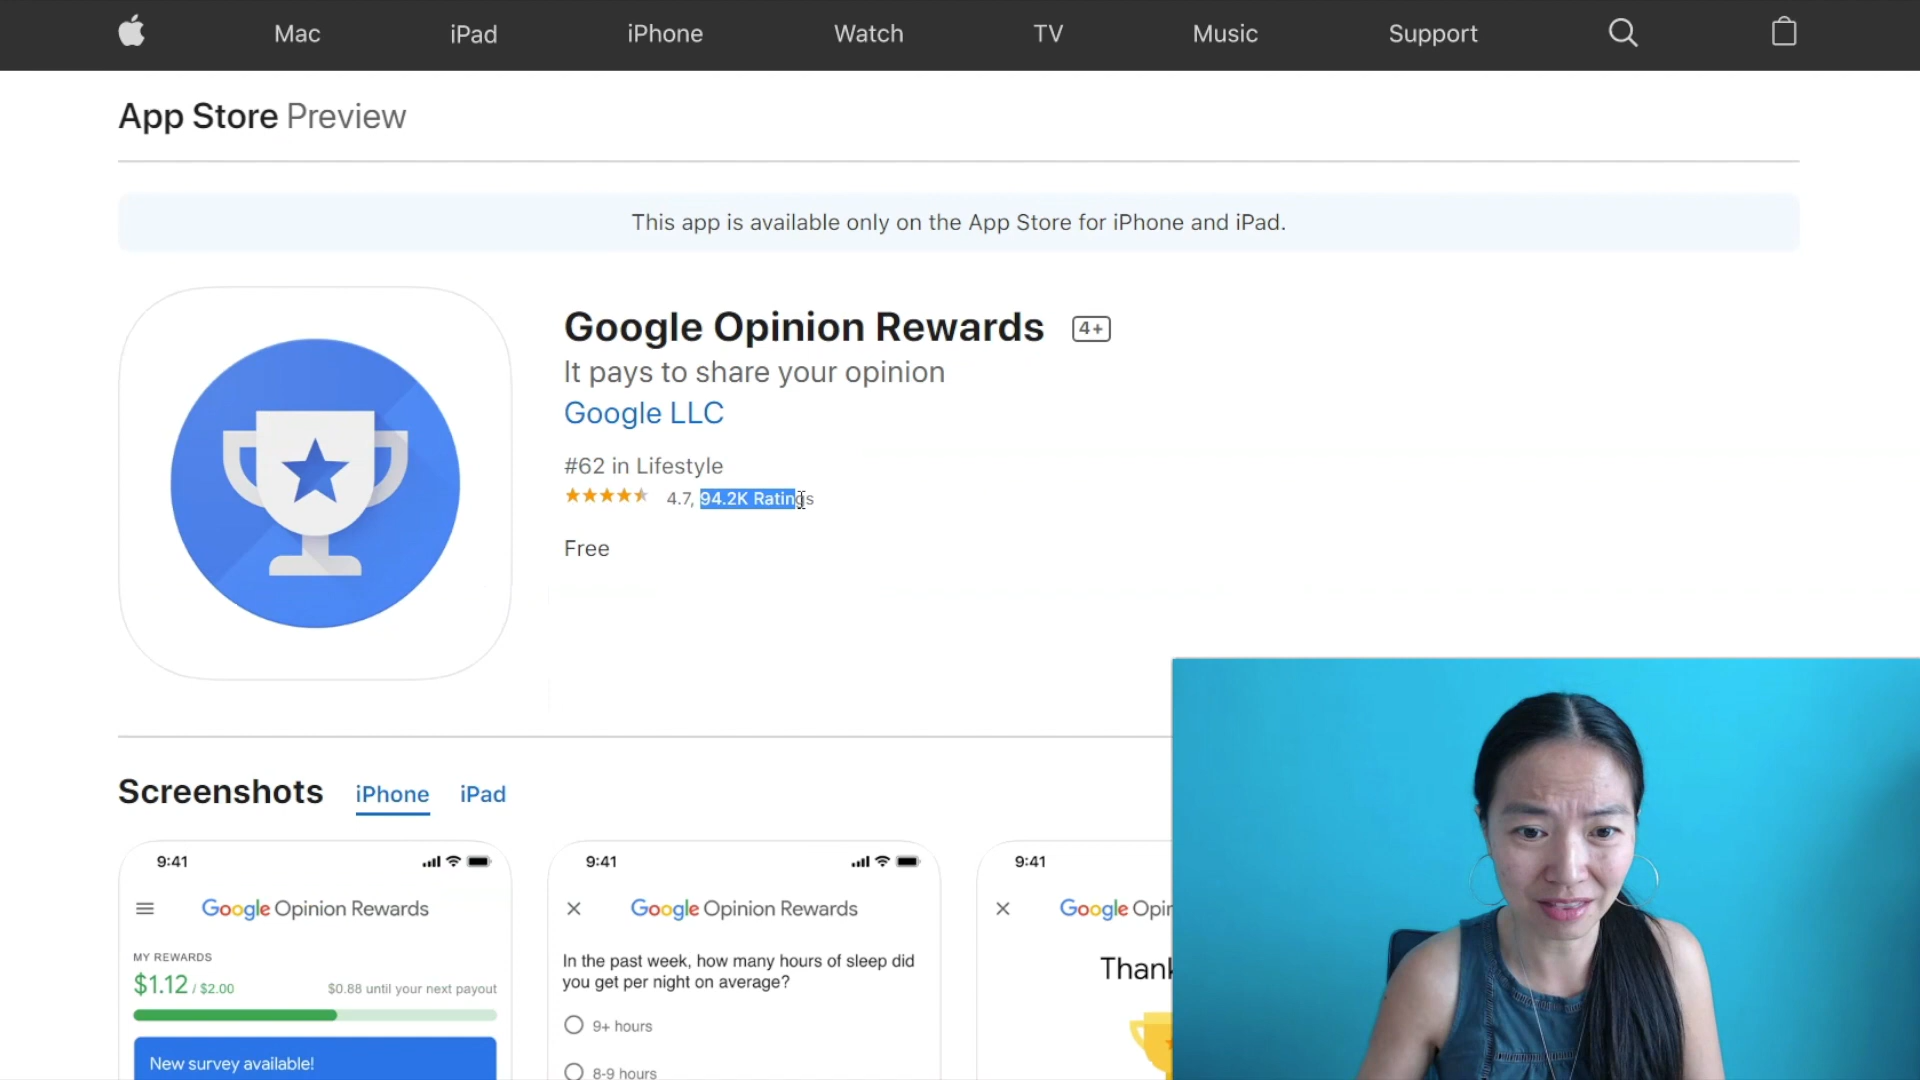 Mac iPad iPhone Watch TV Music Support
App Store Preview
This app is available only on the App Store for iPhone and iPad.
Google Opinion Rewards 4+
It pays to share your opinion
Google LLC
#62 in Lifestyle
4.7, 94.2K Ratings
Free
Screenshots iPhone iPad
9:41
Google Opinion Rewards
MY REWARDS
$1.12 / $2.00 $0.88 until your next payout
New survey available!
9:41
Google Opinion Rewards
In the past week, how many hours of sleep did
you get per night on average?
9+ hours
8-9 hours
9:41
Google Opin
Thank